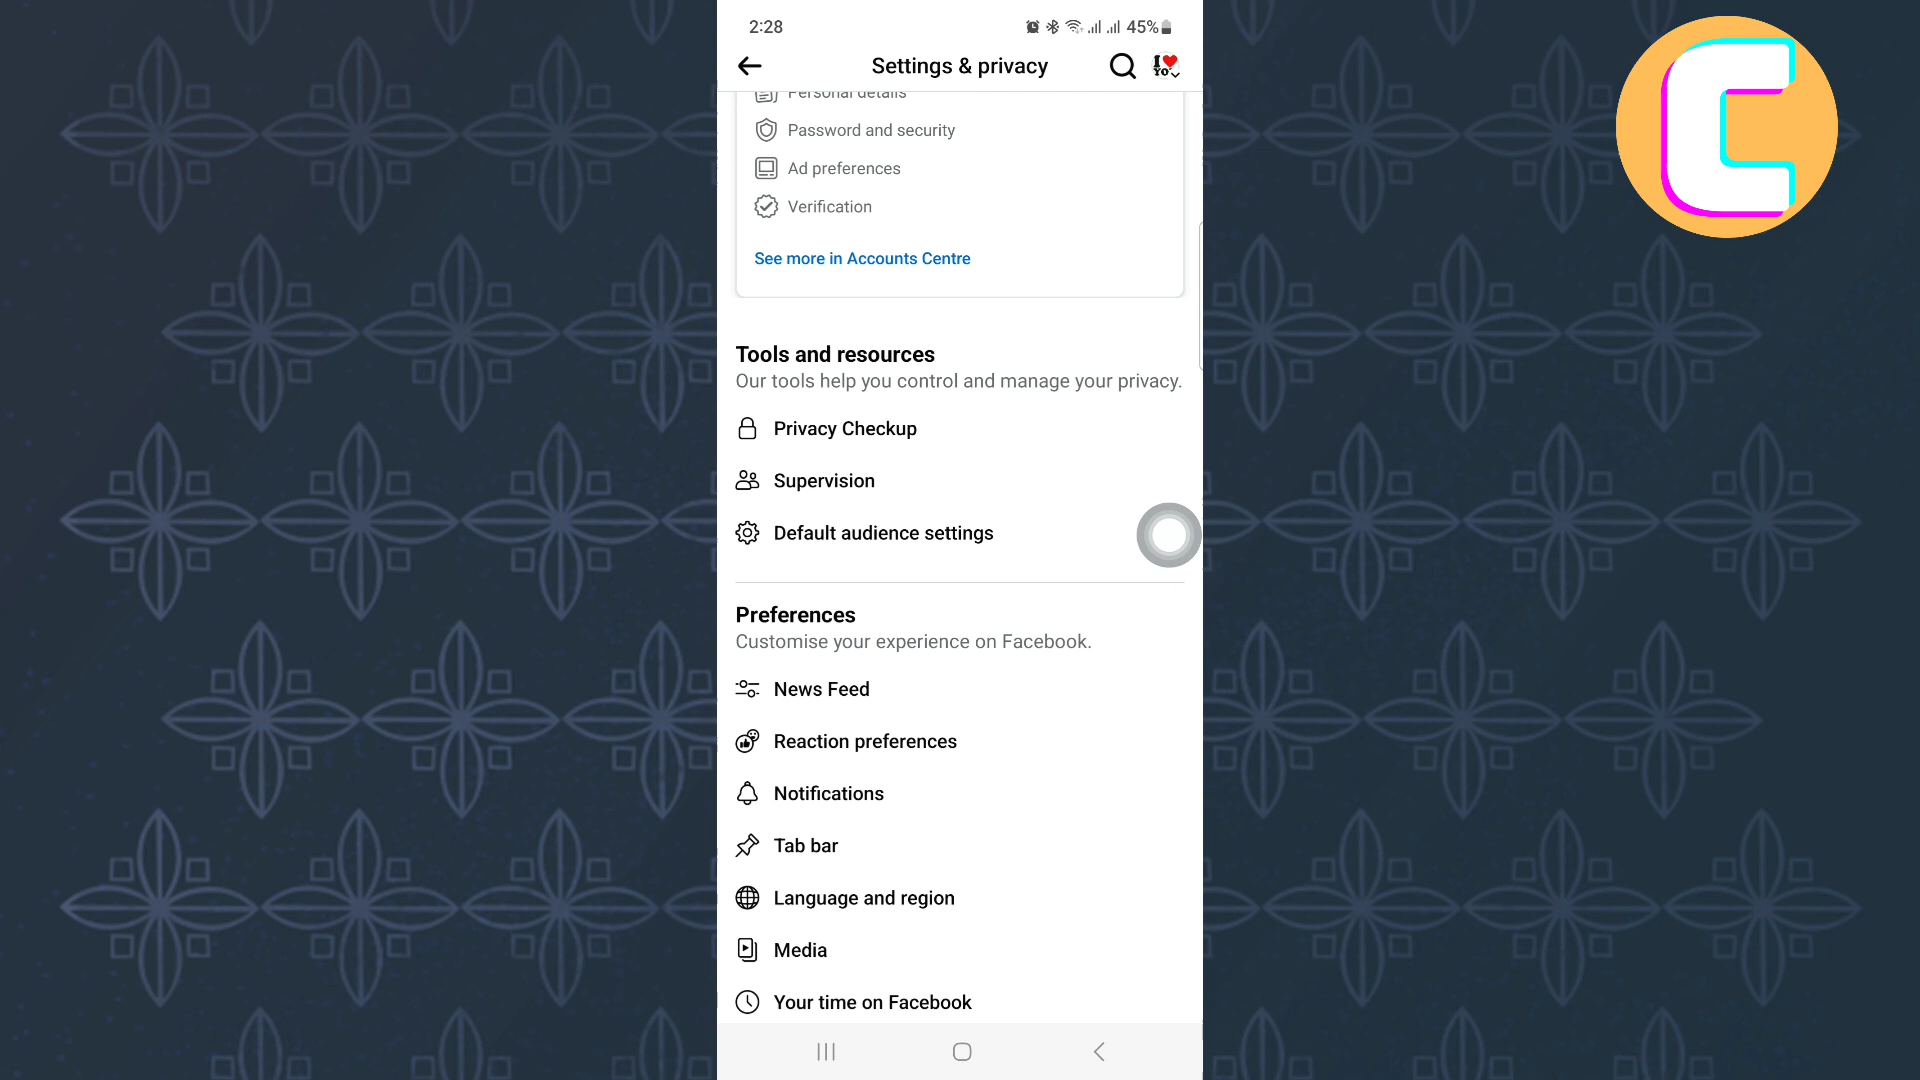 2:28
45%
Settings & privacy
I
YO
Personal details
Password and security
Ad preferences
Verification
See more in Accounts Centre
Tools and resources
Our tools help you control and manage your privacy.
Privacy Checkup
Supervision
Default audience settings
Preferences
Customise your experience on Facebook.
News Feed
Reaction preferences
Notifications
Tab bar
Language and region
Media
Your time on Facebook
C